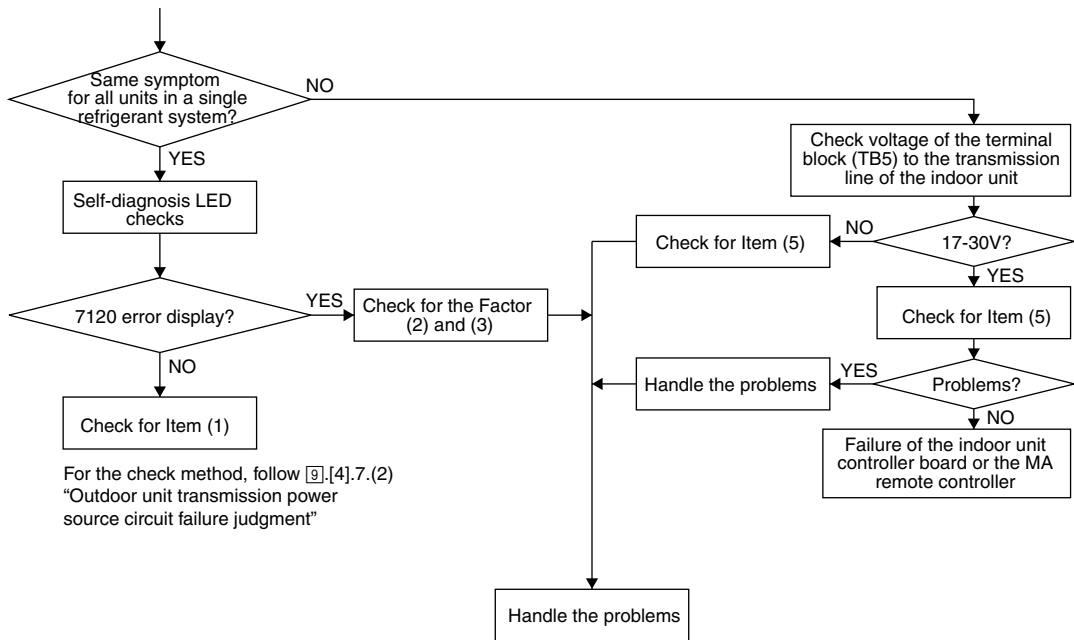 Same symptom
for all units in a single
refrigerant system?
NO
YES
Self-diagnosis LED
checks
7120 error display?
YES
Check for the Factor
(2) and (3)
NO
Check for Item (1)
For the check method, follow 9.[4].7.(2)
“Outdoor unit transmission power
source circuit failure judgment”
Check voltage of the terminal
block (TB5) to the transmission
line of the indoor unit
17-30V?
NO
Check for Item (5)
YES
Check for Item (5)
Problems?
YES
Handle the problems
NO
Failure of the indoor unit
controller board or the MA
remote controller
Handle the problems